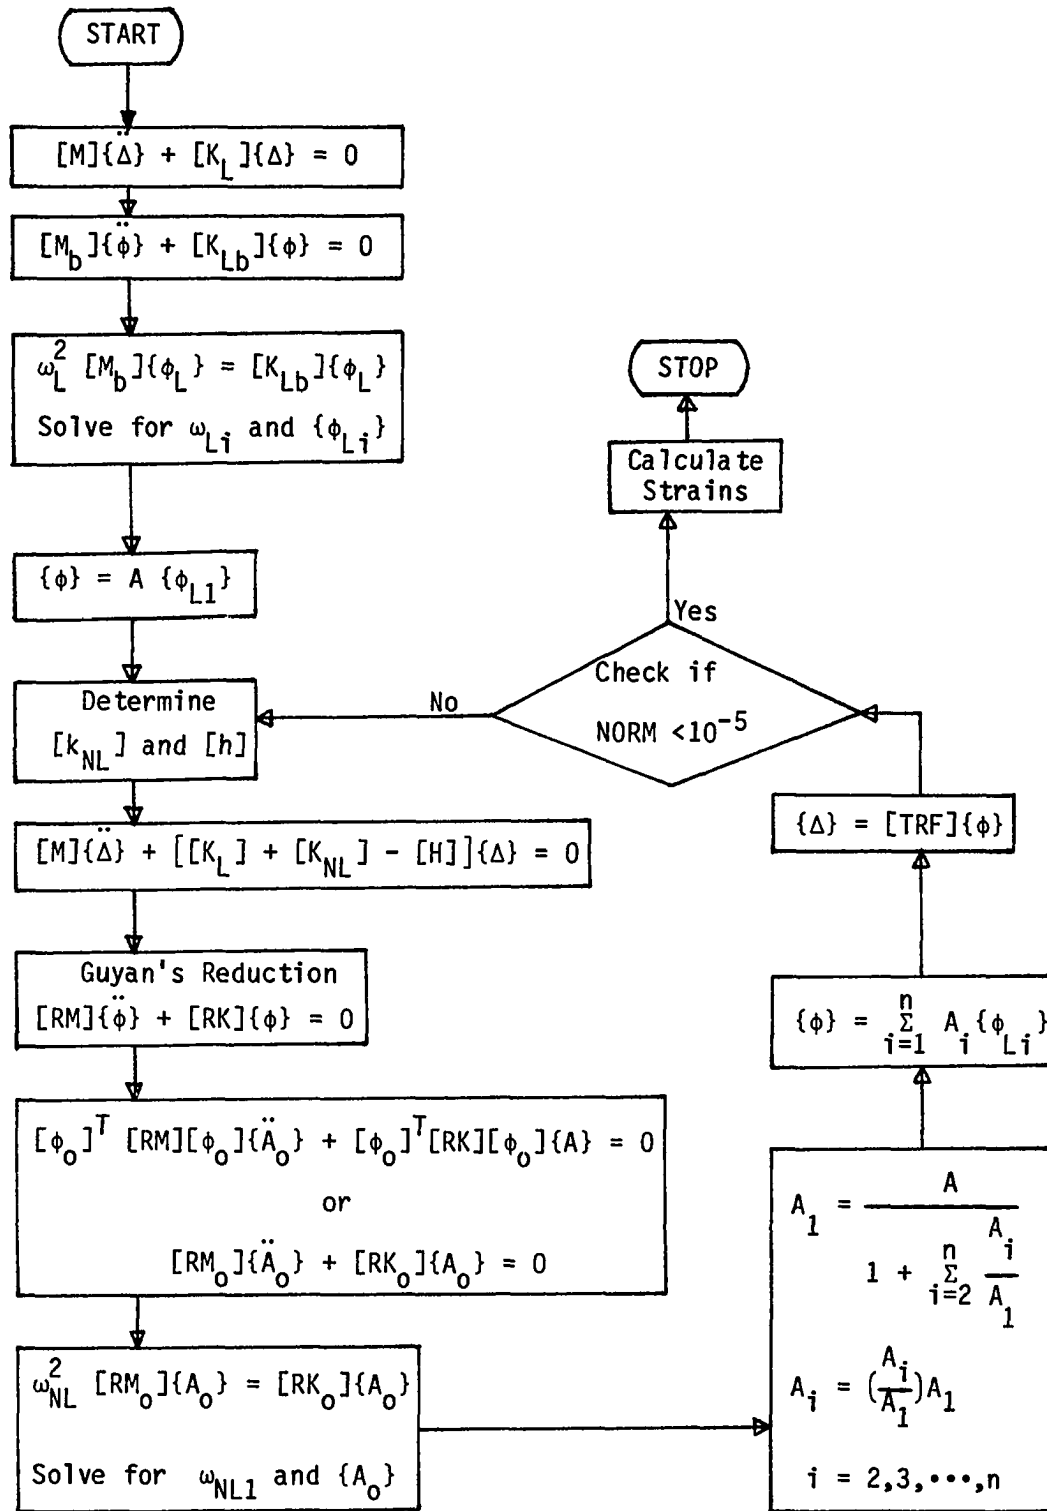 START
[M]{Δ̈} + [K_L]{Δ} = 0
[M_b]{ϕ̈} + [K_Lb]{ϕ} = 0
ω_L^2 [M_b]{ϕ_L} = [K_Lb]{ϕ_L}
Solve for ω_Li and {ϕ_Li}
{ϕ} = A {ϕ_L1}
Determine
[k_NL] and [h]
[M]{Δ̈} + [[K_L] + [K_NL] - [H]]{Δ} = 0
Guyan's Reduction
[RM]{ϕ̈} + [RK]{ϕ} = 0
[ϕ_o]^T [RM][ϕ_o]{Ä_o} + [ϕ_o]^T[RK][ϕ_o]{A} = 0
or
[RM_o]{Ä_o} + [RK_o]{A_o} = 0
ω_NL^2 [RM_o]{A_o} = [RK_o]{A_o}
Solve for ω_NL1 and {A_o}
A_1 = A / (1 + Σ_{i=2}^{n} A_i/A_1)
A_i = (A_i/A_1)A_1
i = 2,3,•••,n
{ϕ} = Σ_{i=1}^{n} A_i{ϕ_Li}
{Δ} = [TRF]{ϕ}
Check if
NORM <10^-5
No
Yes
Calculate
Strains
STOP